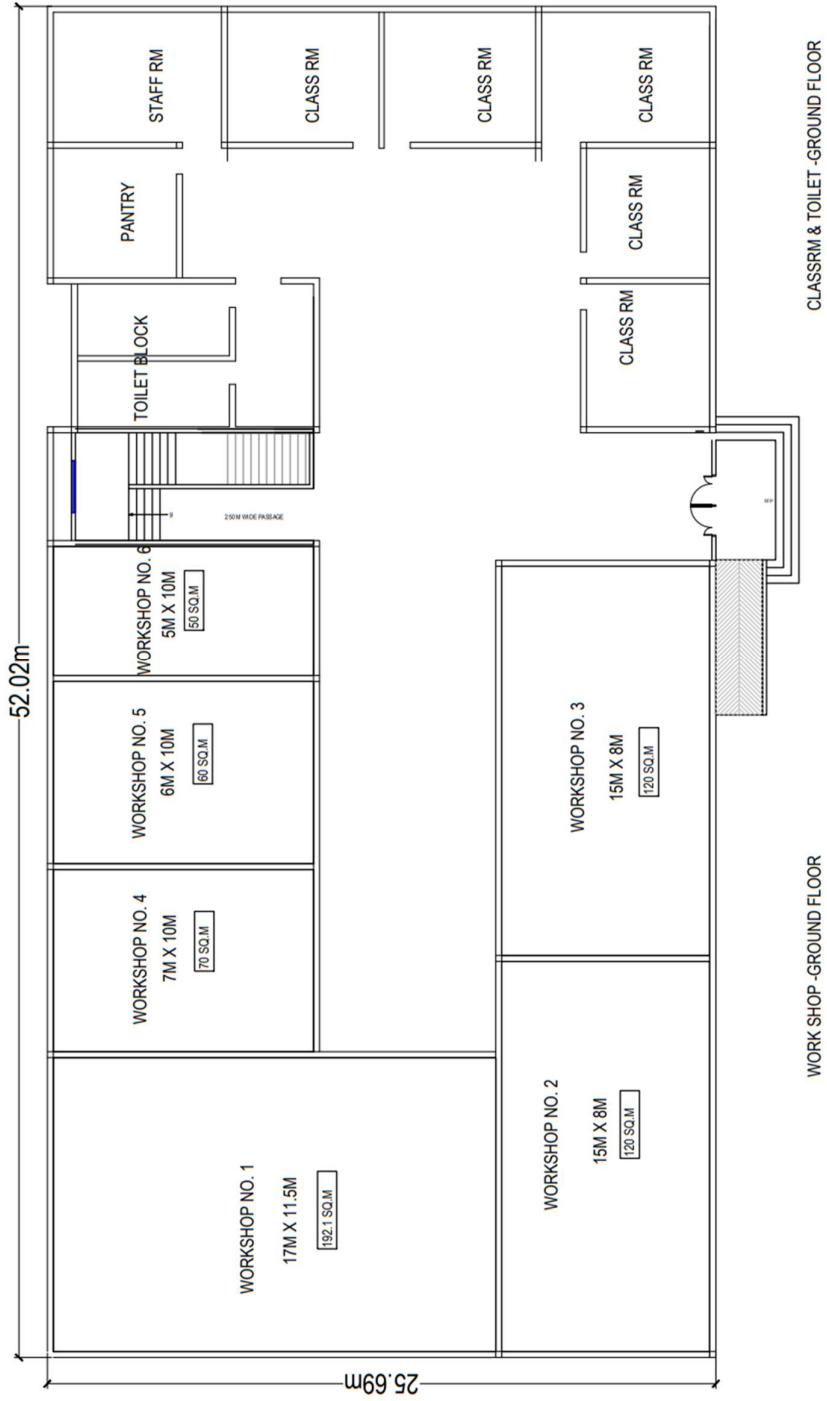 52.02m
25.69m
WORKSHOP NO. 1
17M X 11.5M
192.1 SQ.M
WORKSHOP NO. 4
7M X 10M
70 SQ.M
WORKSHOP NO. 5
6M X 10M
60 SQ.M
WORKSHOP NO. 6
5M X 10M
50 SQ.M
2.50M WIDE PASSAGE
TOILET BLOCK
PANTRY
STAFF RM
CLASS RM
CLASS RM
CLASS RM
CLASS RM
CLASS RM
WORKSHOP NO. 2
15M X 8M
120 SQ.M
WORKSHOP NO. 3
15M X 8M
120 SQ.M
WORK SHOP -GROUND FLOOR
CLASSRM & TOILET -GROUND FLOOR